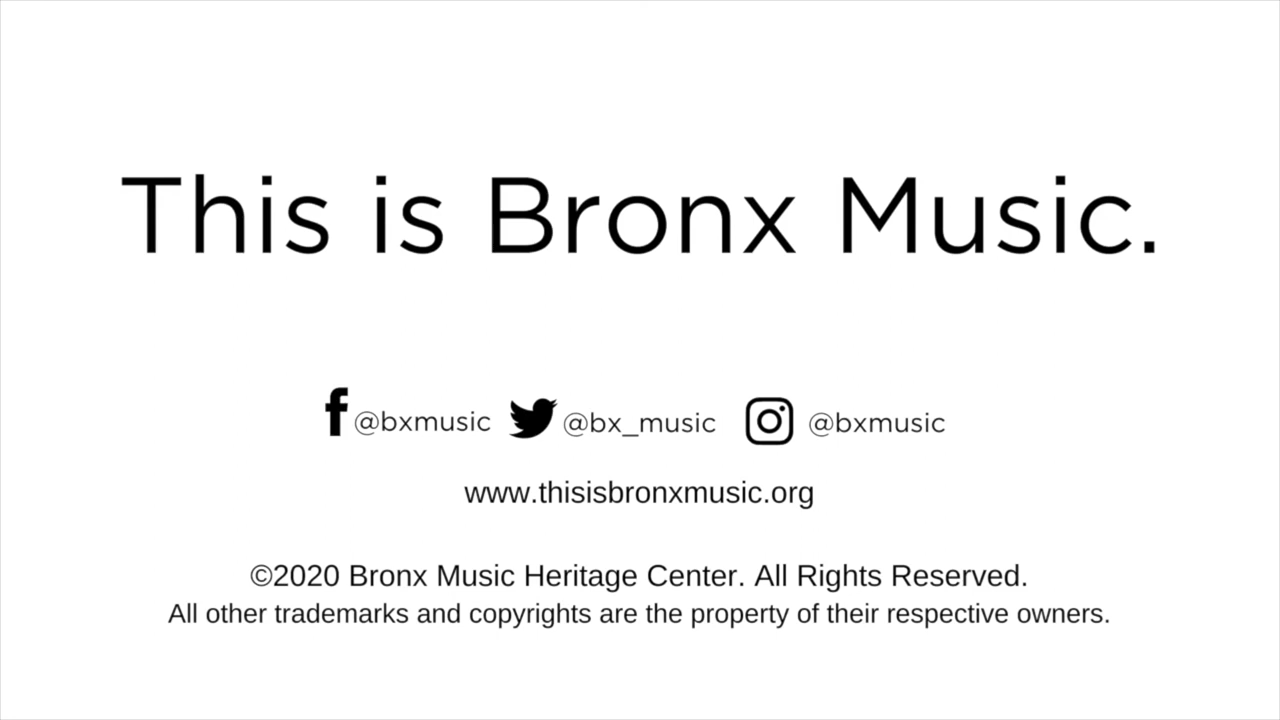 This is Bronx Music.
@bxmusic @bx_music @bxmusic
www.thisisbronxmusic.org
©2020 Bronx Music Heritage Center. All Rights Reserved.
All other trademarks and copyrights are the property of their respective owners.